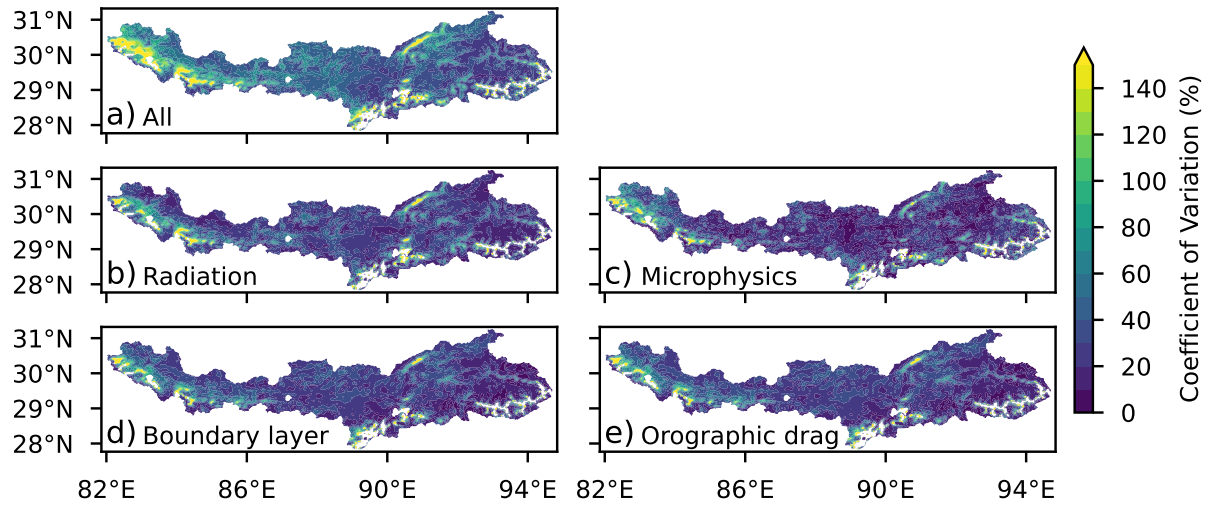 31°N
30°N
29°N
28°N
a) All
31°N
30°N
29°N
28°N
b) Radiation
c) Microphysics
31°N
30°N
29°N
28°N
d) Boundary layer
e) Orographic drag
82°E 86°E 90°E 94°E 82°E 86°E 90°E 94°E
140
120
100
80
60
40
20
0
Coefficient of Variation (%)